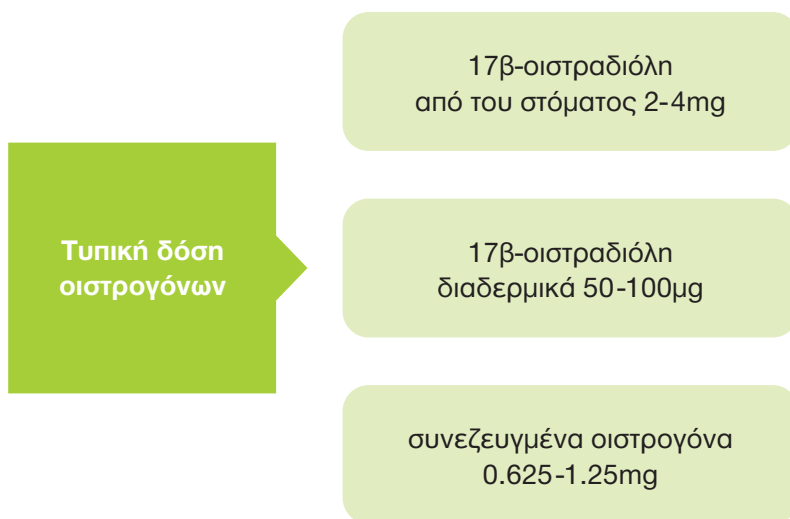 17β-οιστραδιόλη
από του στόματος 2-4mg
Τυπική δόση
οιστρογόνων
17β-οιστραδιόλη
διαδερμικά 50-100μg
συνεζευγμένα οιστρογόνα
0.625-1.25mg